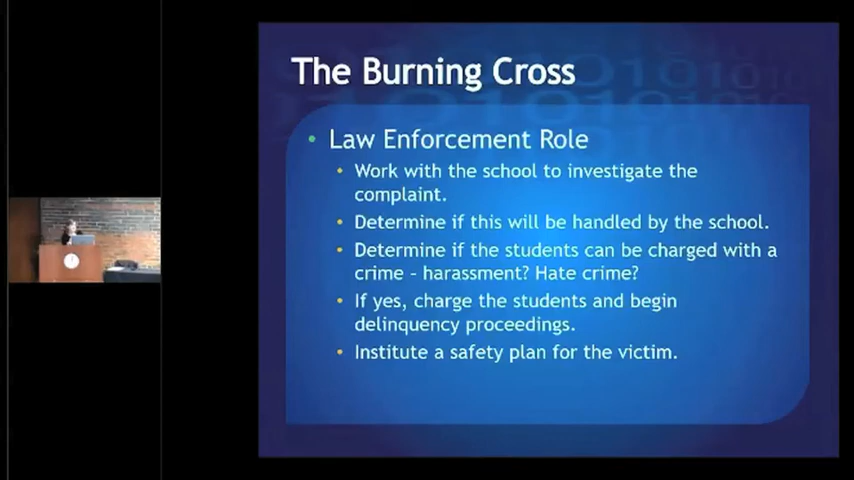 The Burning Cross
• Law Enforcement Role
• Work with the school to investigate the
complaint.
• Determine if this will be handled by the school.
• Determine if the students can be charged with a
crime – harassment? Hate crime?
• If yes, charge the students and begin
delinquency proceedings.
• Institute a safety plan for the victim.